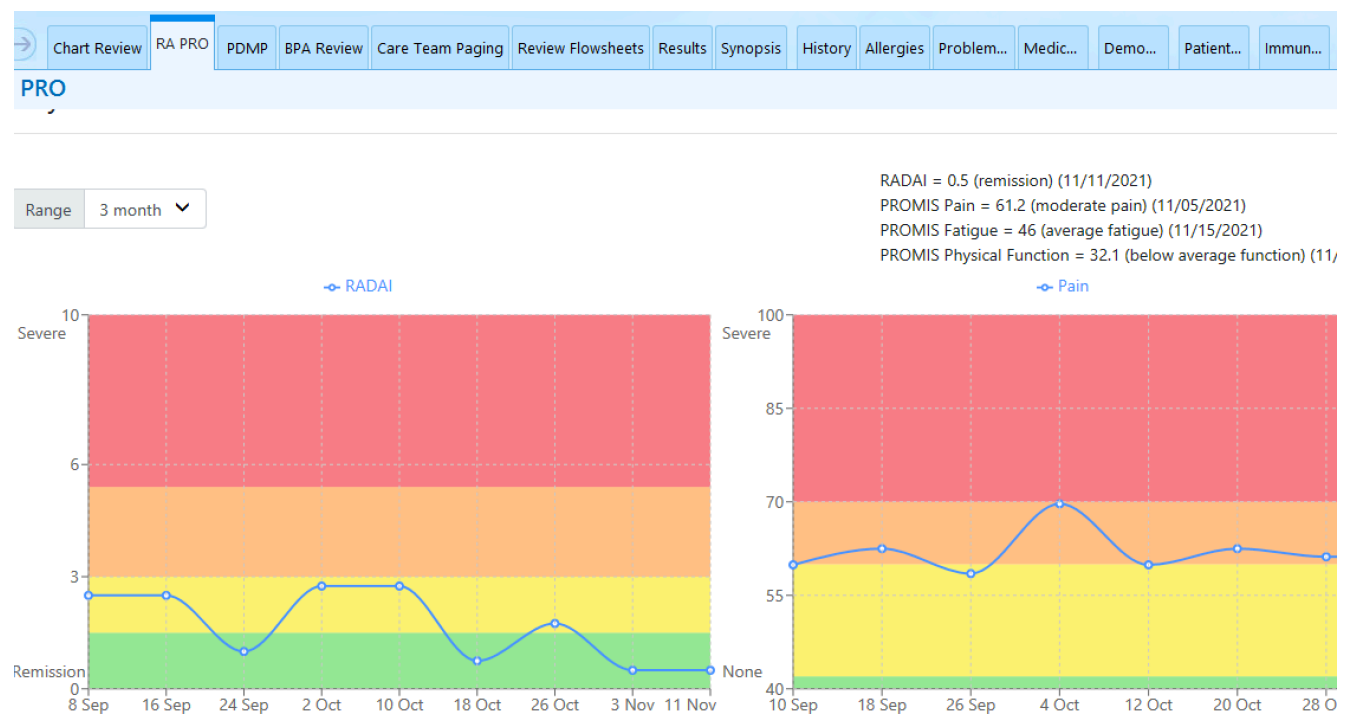 Chart Review RA PRO PDMP BPA Review Care Team Paging Review Flowsheets Results Synopsis History Allergies Problem... Medic... Demo... Patient... Immun...
PRO
Range 3 month
RADAI = 0.5 (remission) (11/11/2021)
PROMIS Pain = 61.2 (moderate pain) (11/05/2021)
PROMIS Fatigue = 46 (average fatigue) (11/15/2021)
PROMIS Physical Function = 32.1 (below average function) (11/
RADAI
10
Severe
6
3
Remission
0
8 Sep 16 Sep 24 Sep 2 Oct 10 Oct 18 Oct 26 Oct 3 Nov 11 Nov
Pain
100
Severe
85
70
55
None
40
10 Sep 18 Sep 26 Sep 4 Oct 12 Oct 20 Oct 28 O